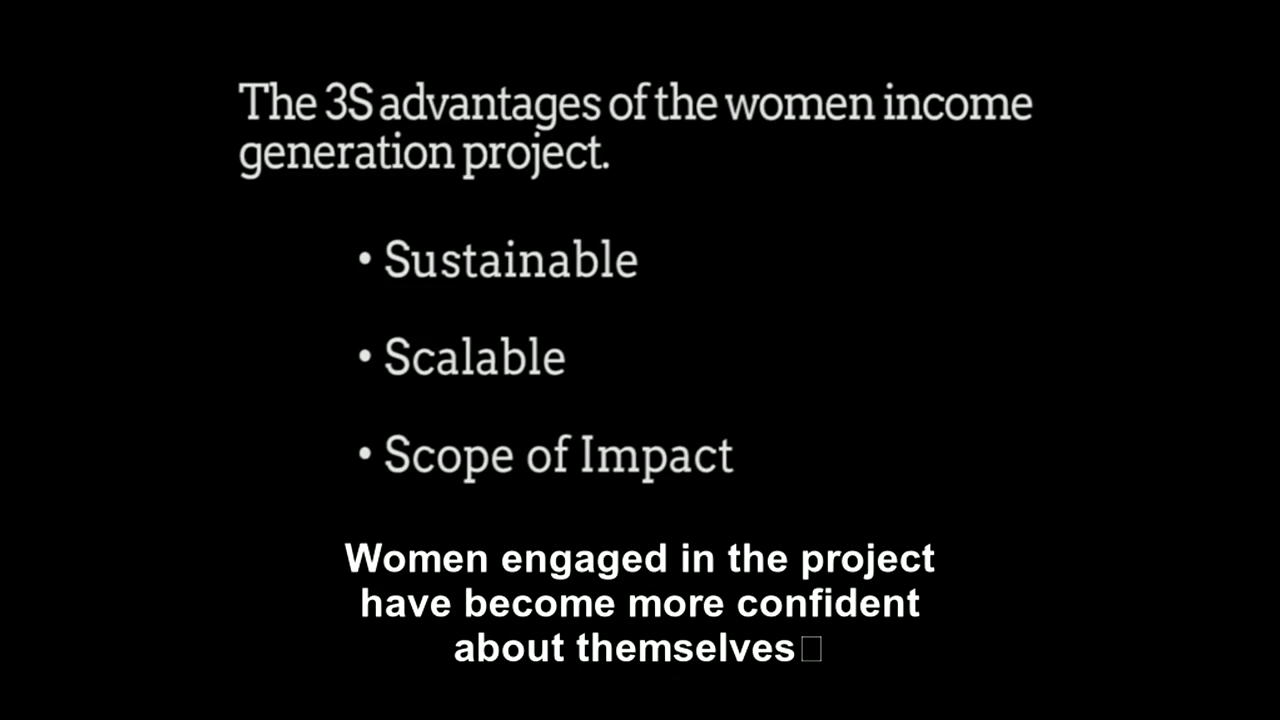 The 3S advantages of the women income
generation project.
• Sustainable
• Scalable
• Scope of Impact
Women engaged in the project
have become more confident
about themselves